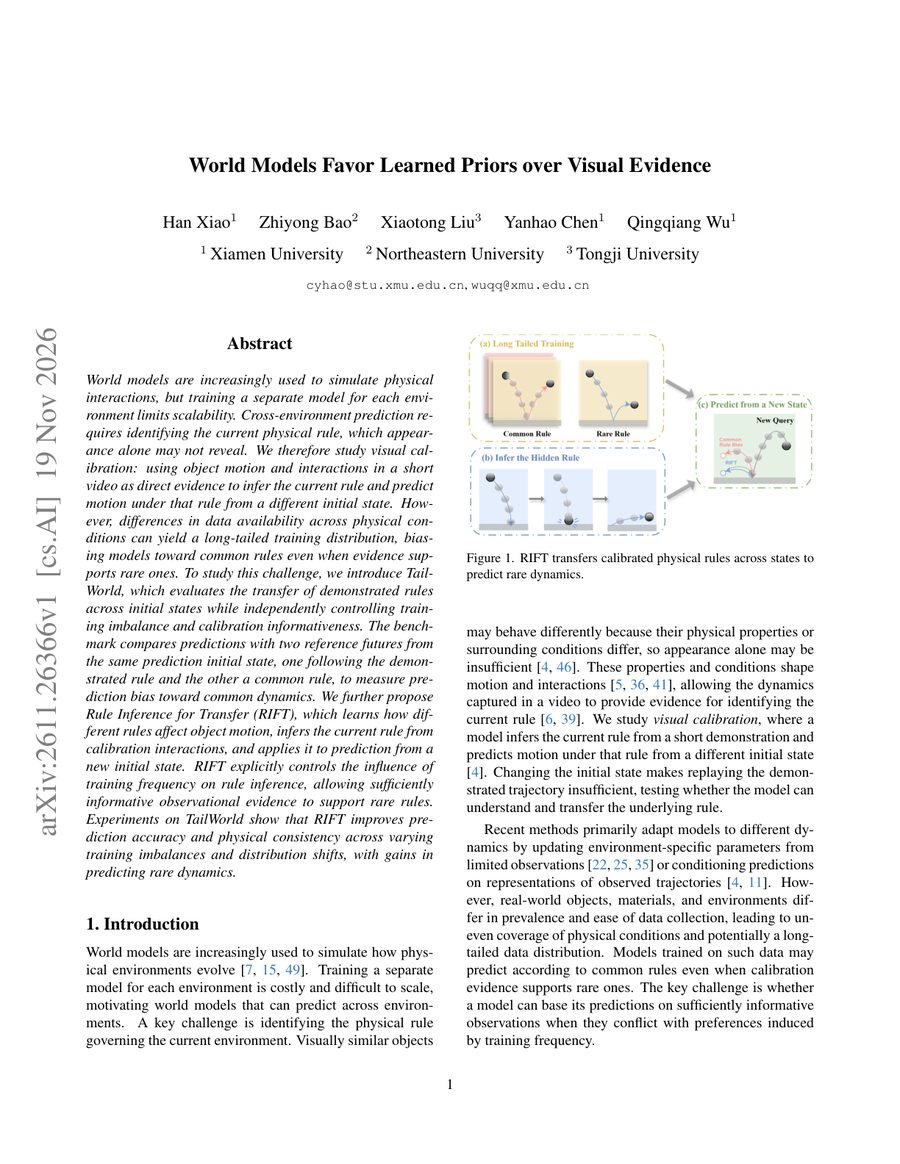 World Models Favor Learned Priors over Visual Evidence
Han Xiao1 Zhiyong Bao2 Xiaotong Liu3 Yanhao Chen1 Qingqiang Wu1
1 Xiamen University 2 Northeastern University 3 Tongji University
cyhao@stu.xmu.edu.cn, wuqq@xmu.edu.cn
arXiv:2611.26366v1 [cs.AI] 19 Nov 2026
Abstract
World models are increasingly used to simulate physical
interactions, but training a separate model for each envi-
ronment limits scalability. Cross-environment prediction re-
quires identifying the current physical rule, which appear-
ance alone may not reveal. We therefore study visual cal-
ibration: using object motion and interactions in a short
video as direct evidence to infer the current rule and predict
motion under that rule from a different initial state. How-
ever, differences in data availability across physical con-
ditions can yield a long-tailed training distribution, bias-
ing models toward common rules even when evidence sup-
ports rare ones. To study this challenge, we introduce Tail-
World, which evaluates the transfer of demonstrated rules
across initial states while independently controlling train-
ing imbalance and calibration informativeness. The bench-
mark compares predictions with two reference futures from
the same prediction initial state, one following the demon-
strated rule and the other a common rule, to measure pre-
diction bias toward common dynamics. We further propose
Rule Inference for Transfer (RIFT), which learns how dif-
ferent rules affect object motion, infers the current rule from
calibration interactions, and applies it to prediction from a
new initial state. RIFT explicitly controls the influence of
training frequency on rule inference, allowing sufficiently
informative observational evidence to support rare rules.
Experiments on TailWorld show that RIFT improves pre-
diction accuracy and physical consistency across varying
training imbalances and distribution shifts, with gains in
predicting rare dynamics.
1. Introduction
World models are increasingly used to simulate how phys-
ical environments evolve [7, 15, 49]. Training a separate
model for each environment is costly and difficult to scale,
motivating world models that can predict across environ-
ments. A key challenge is identifying the physical rule
governing the current environment. Visually similar objects
(a) Long Tailed Training
Common Rule
Rare Rule
(b) Infer the Hidden Rule
(c) Predict from a New State
New Query
Common
Rule Bias
RIFT
Figure 1. RIFT transfers calibrated physical rules across states to
predict rare dynamics.
may behave differently because their physical properties or
surrounding conditions differ, so appearance alone may be
insufficient [4, 46]. These properties and conditions shape
motion and interactions [5, 36, 41], allowing the dynamics
captured in a video to provide evidence for identifying the
current rule [6, 39]. We study visual calibration, where a
model infers the current rule from a short demonstration and
predicts motion under that rule from a different initial state
[4]. Changing the initial state makes replaying the demon-
strated trajectory insufficient, testing whether the model can
understand and transfer the underlying rule.
Recent methods primarily adapt models to different dy-
namics by updating environment-specific parameters from
limited observations [22, 25, 35] or conditioning predictions
on representations of observed trajectories [4, 11]. How-
ever, real-world objects, materials, and environments dif-
fer in prevalence and ease of data collection, leading to un-
even coverage of physical conditions and potentially a long-
tailed data distribution. Models trained on such data may
predict according to common rules even when calibration
evidence supports rare ones. The key challenge is whether
a model can base its predictions on sufficiently informative
observations when they conflict with preferences induced
by training frequency.
1